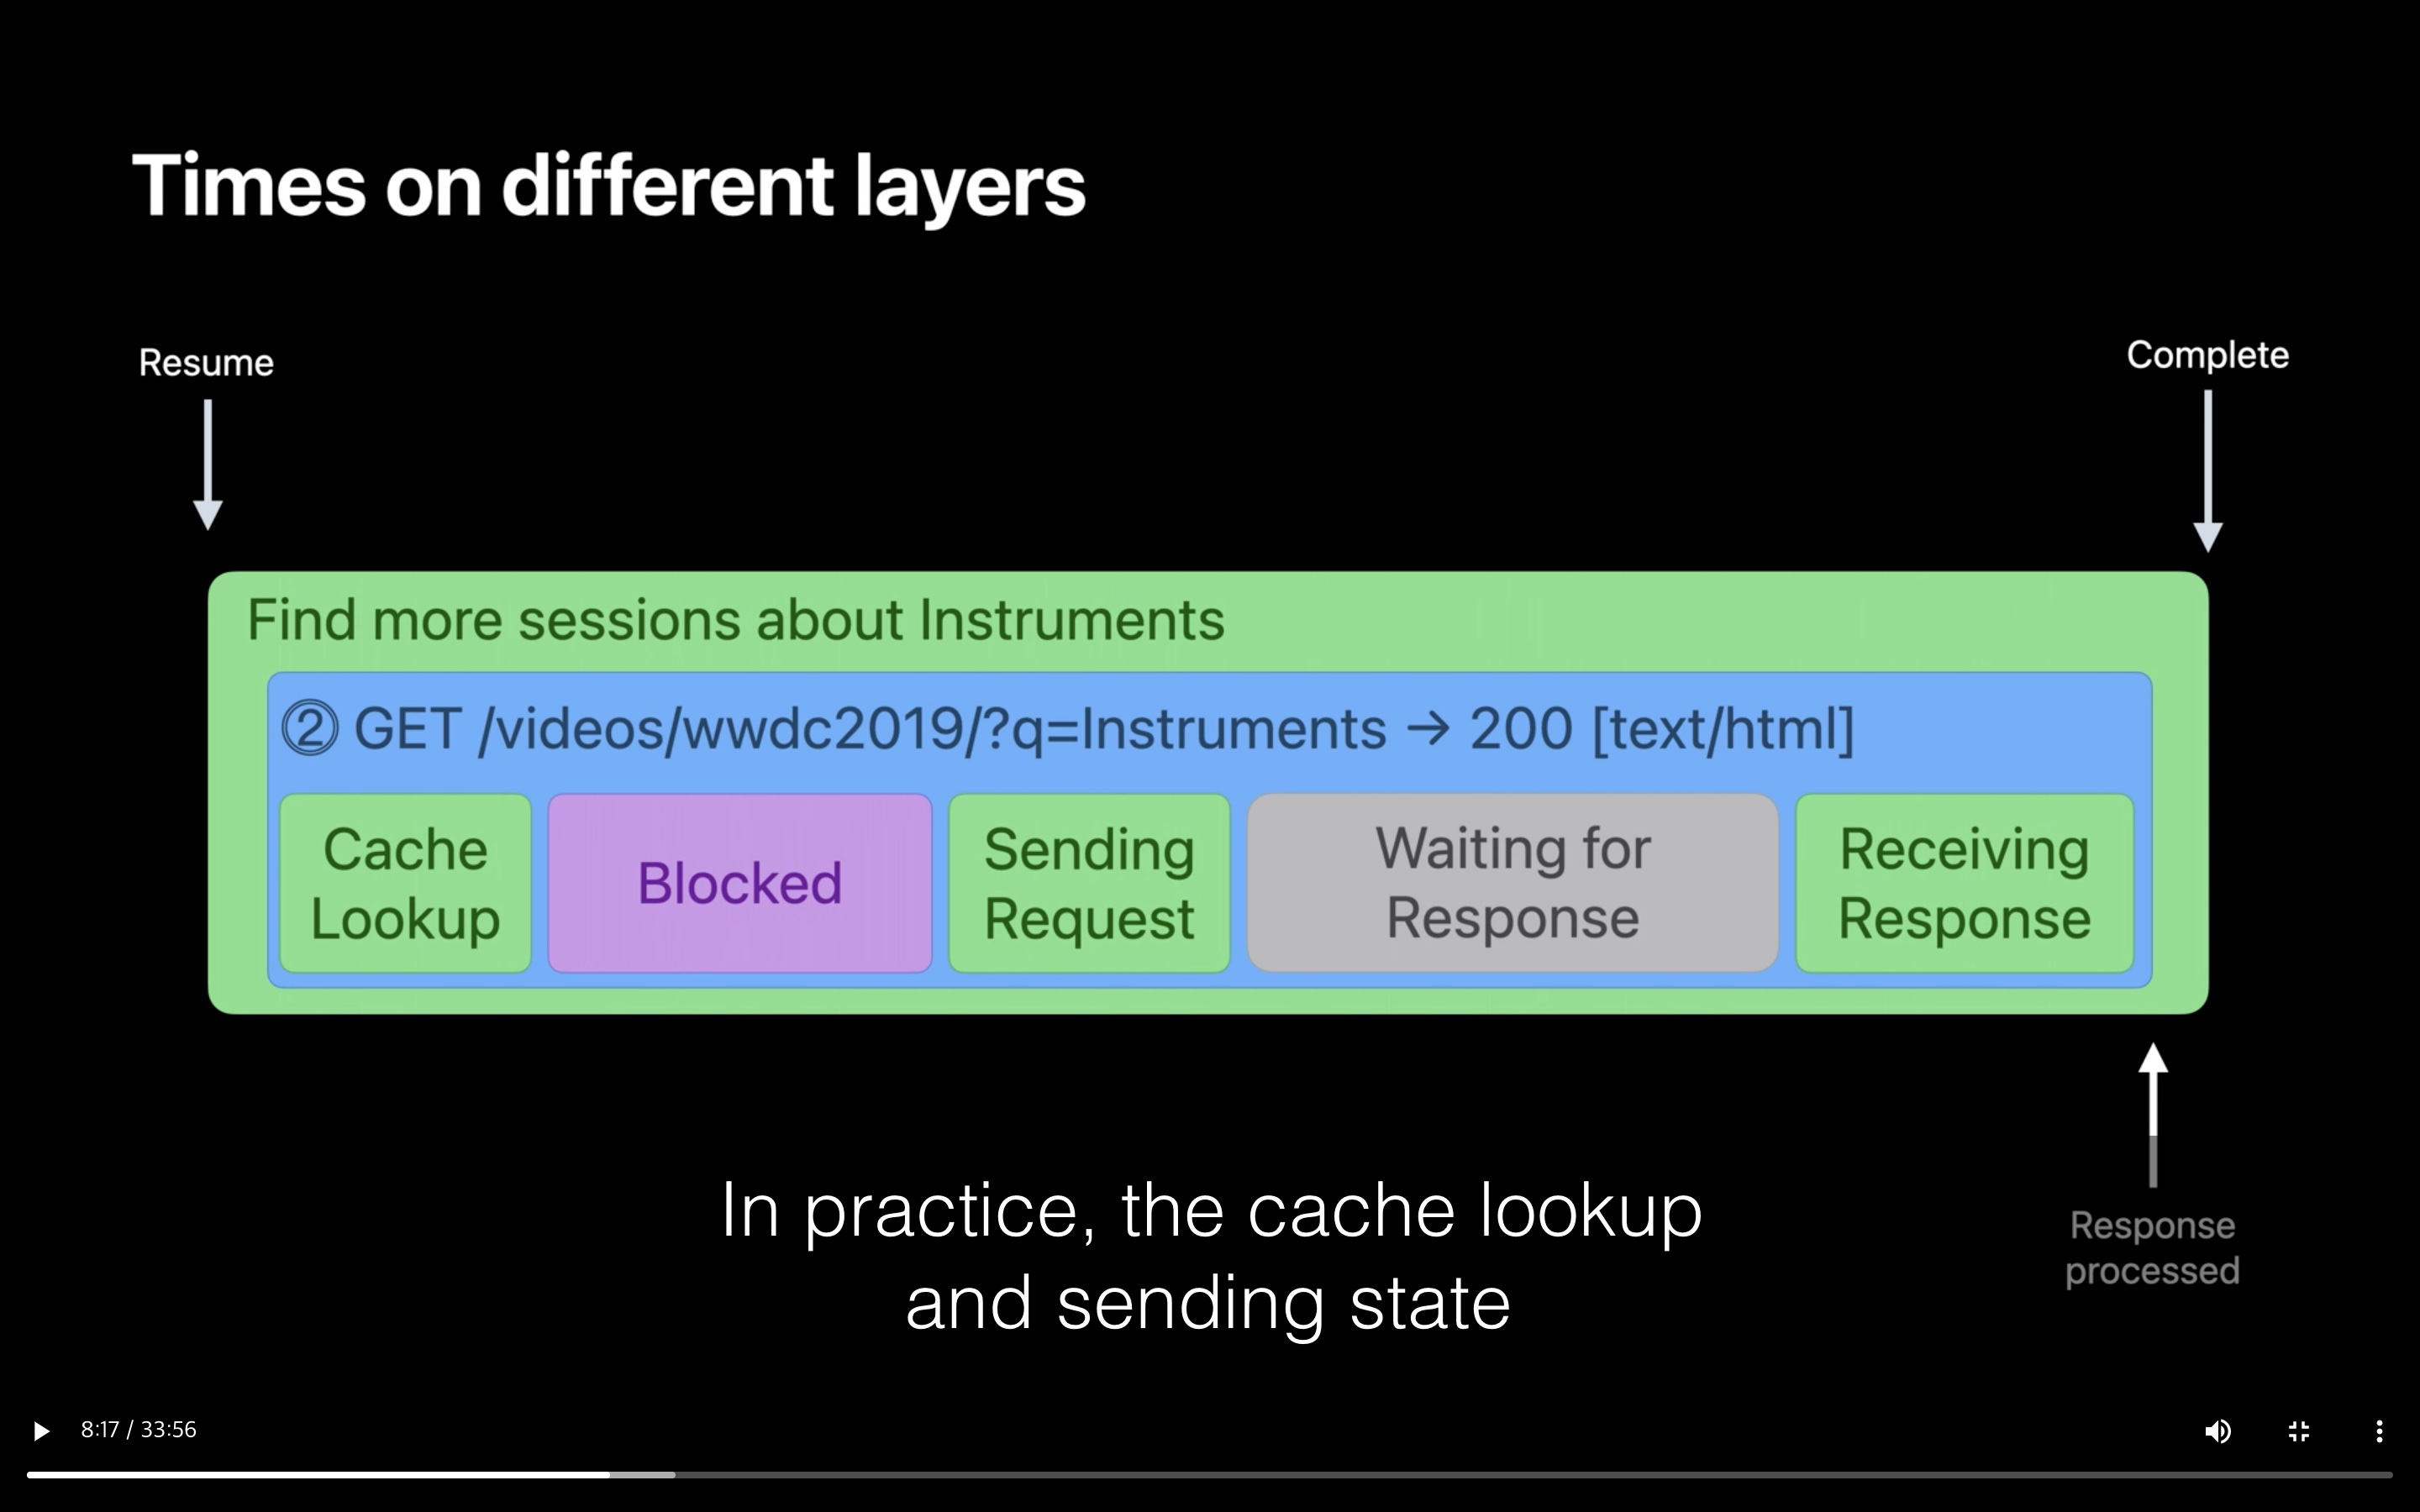 Times on different layers
Resume
Complete
Find more sessions about Instruments
② GET /videos/wwdc2019/?q=Instruments → 200 [text/html]
Cache
Lookup
Blocked
Sending
Request
Waiting for
Response
Receiving
Response
Response
processed
In practice, the cache lookup
and sending state
8:17 / 33:56